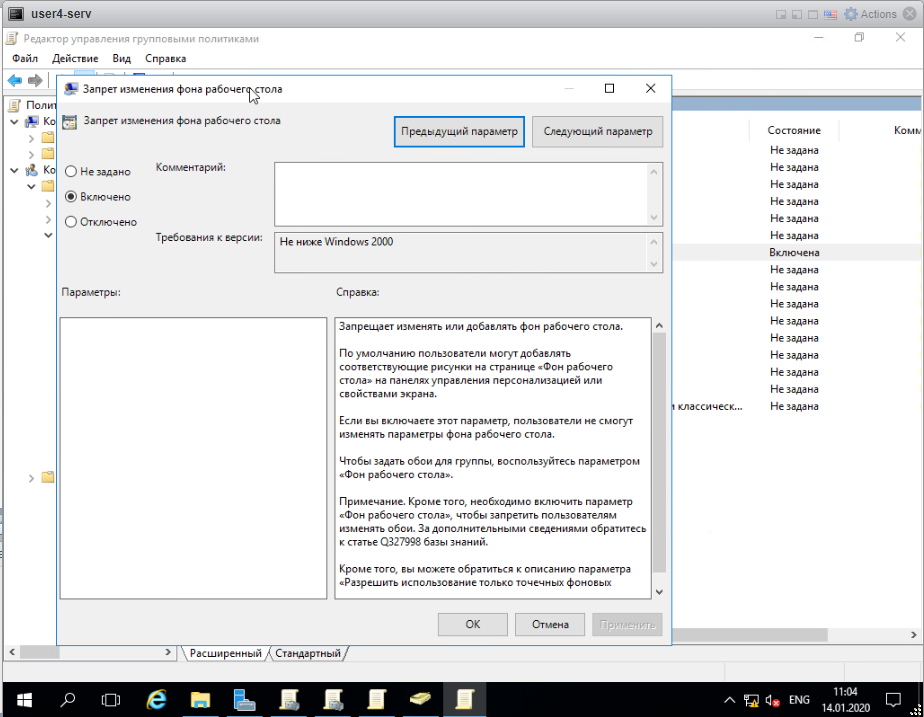 user4-serv
Actions
Редактор управления групповыми политиками
Файл Действие Вид Справка
Запрет изменения фона рабочего стола
Запрет изменения фона рабочего стола
Предыдущий параметр
Следующий параметр
Не задано
Включено
Отключено
Комментарий:
Требования к версии:
Не ниже Windows 2000
Параметры:
Справка:
Запрещает изменять или добавлять фон рабочего стола.
По умолчанию пользователи могут добавлять
соответствующие рисунки на странице «Фон рабочего
стола» на панелях управления персонализацией или
свойствами экрана.
Если вы включаете этот параметр, пользователи не смогут
изменять параметры фона рабочего стола.
Чтобы задать обои для группы, воспользуйтесь параметром
«Фон рабочего стола».
Примечание. Кроме того, необходимо включить параметр
«Фон рабочего стола», чтобы запретить пользователям
изменять обои. За дополнительными сведениями обратитесь
к статье Q327998 базы знаний.
Кроме того, вы можете обратиться к описанию параметра
«Разрешить использование только точечных фоновых
ОК
Отмена
Применить
Полит
Ко
Ко
Состояние
Комм
Не задана
Не задана
Не задана
Не задана
Не задана
Не задана
Включена
Не задана
Не задана
Не задана
Не задана
Не задана
Не задана
Не задана
Не задана
и классическ...
Не задана
Расширенный
Стандартный
ENG
11:04
14.01.2020